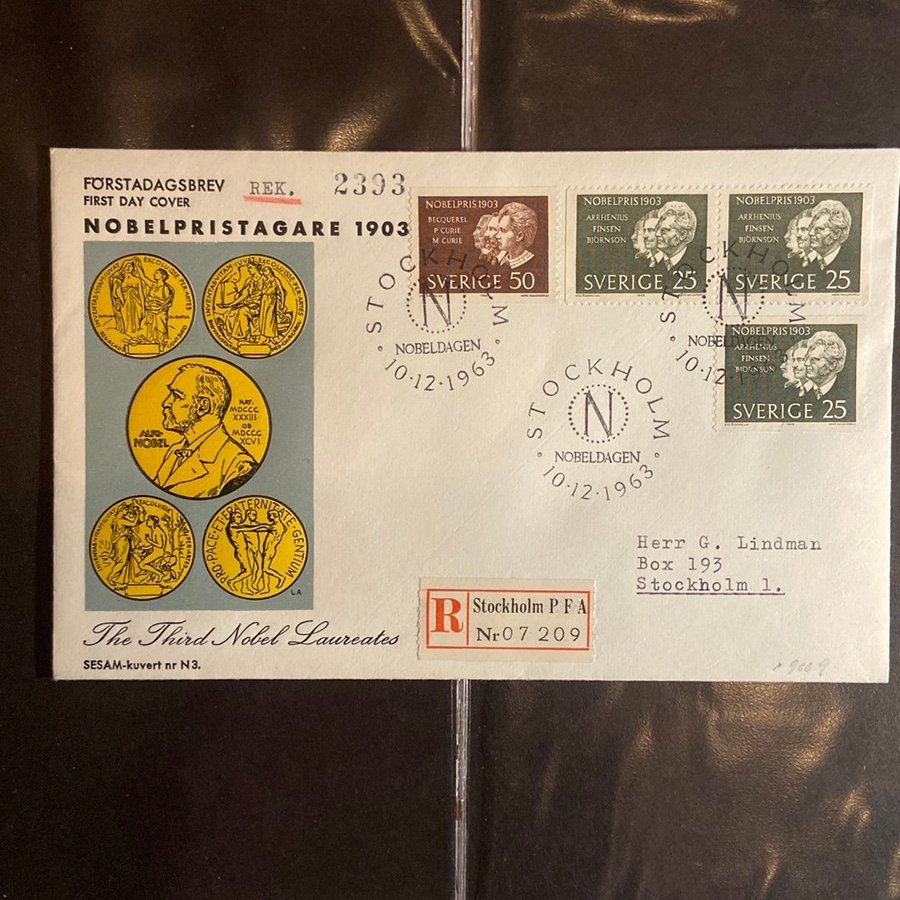 FÖRSTADAGSBREV
FIRST DAY COVER
REK.
2393
NOBELPRISTAGARE 1903
ALFR·
NOBEL
NAT.
MDCCC
XXXIII
OB
MDCCC
XCVI
PRO·PACE·ET·FRATERNITATE·GENTIUM
LA
The Third Nobel Laureates
SESAM-kuvert nr N3.
NOBELPRIS 1903
BECQUEREL
P CURIE
M CURIE
SVERIGE 50
NOBELPRIS 1903
ARRHENIUS
FINSEN
BJÖRNSON
SVERIGE 25
NOBELPRIS 1903
ARRHENIUS
FINSEN
BJÖRNSON
SVERIGE 25
NOBELPRIS 1903
ARRHENIUS
FINSEN
BJÖRNSON
SVERIGE 25
STOCKHOLM
N
NOBELDAGEN
10·12·1963
STOCKHOLM
N
NOBELDAGEN
10·12·
STOCKHOLM
N
NOBELDAGEN
10·12·1963
Herr G. Lindman
Box 193
Stockholm 1.
R
Stockholm P F A
Nr 07 209